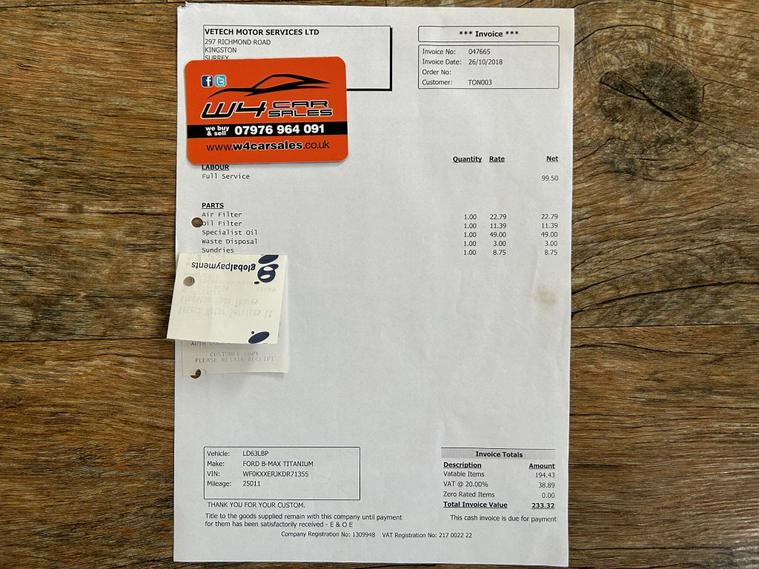 VETECH MOTOR SERVICES LTD
297 RICHMOND ROAD
KINGSTON
SURREY
*** Invoice ***
Invoice No: 047665
Invoice Date: 26/10/2018
Order No:
Customer: TON003
W4 CAR SALES
we buy & sell 07976 964 091
www.w4carsales.co.uk
Quantity Rate Net
LABOUR
Full Service 99.50
PARTS
Air Filter 1.00 22.79 22.79
Oil Filter 1.00 11.39 11.39
Specialist Oil 1.00 49.00 49.00
Waste Disposal 1.00 3.00 3.00
Sundries 1.00 8.75 8.75
globalpayments
CUSTOMER COPY
PLEASE RETAIN RECEIPT
Vehicle: LD63LBP
Make: FORD B-MAX TITANIUM
VIN: WF0KXXERJKDR71355
Mileage: 25011
Invoice Totals
Description Amount
Vatable Items 194.43
VAT @ 20.00% 38.89
Zero Rated Items 0.00
Total Invoice Value 233.32
THANK YOU FOR YOUR CUSTOM.
Title to the goods supplied remain with this company until payment
for them has been satisfactorily received - E & O E
This cash invoice is due for payment
Company Registration No: 1309948 VAT Registration No: 217 0022 22